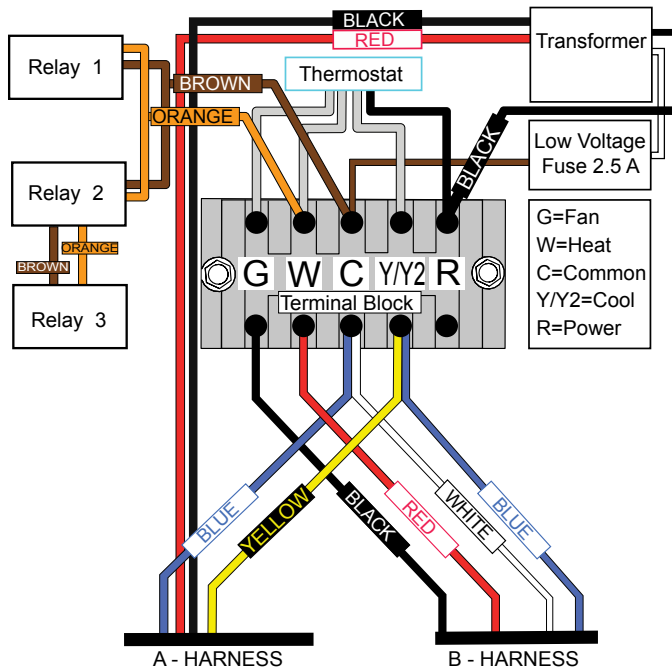 BLACK
RED
Transformer
Relay 1
Thermostat
BROWN
ORANGE
BLACK
Low Voltage
Fuse 2.5 A
Relay 2
ORANGE
BROWN
Relay 3
G W C Y/Y2 R
Terminal Block
G=Fan
W=Heat
C=Common
Y/Y2=Cool
R=Power
BLUE
YELLOW
BLACK
RED
WHITE
BLUE
A - HARNESS
B - HARNESS